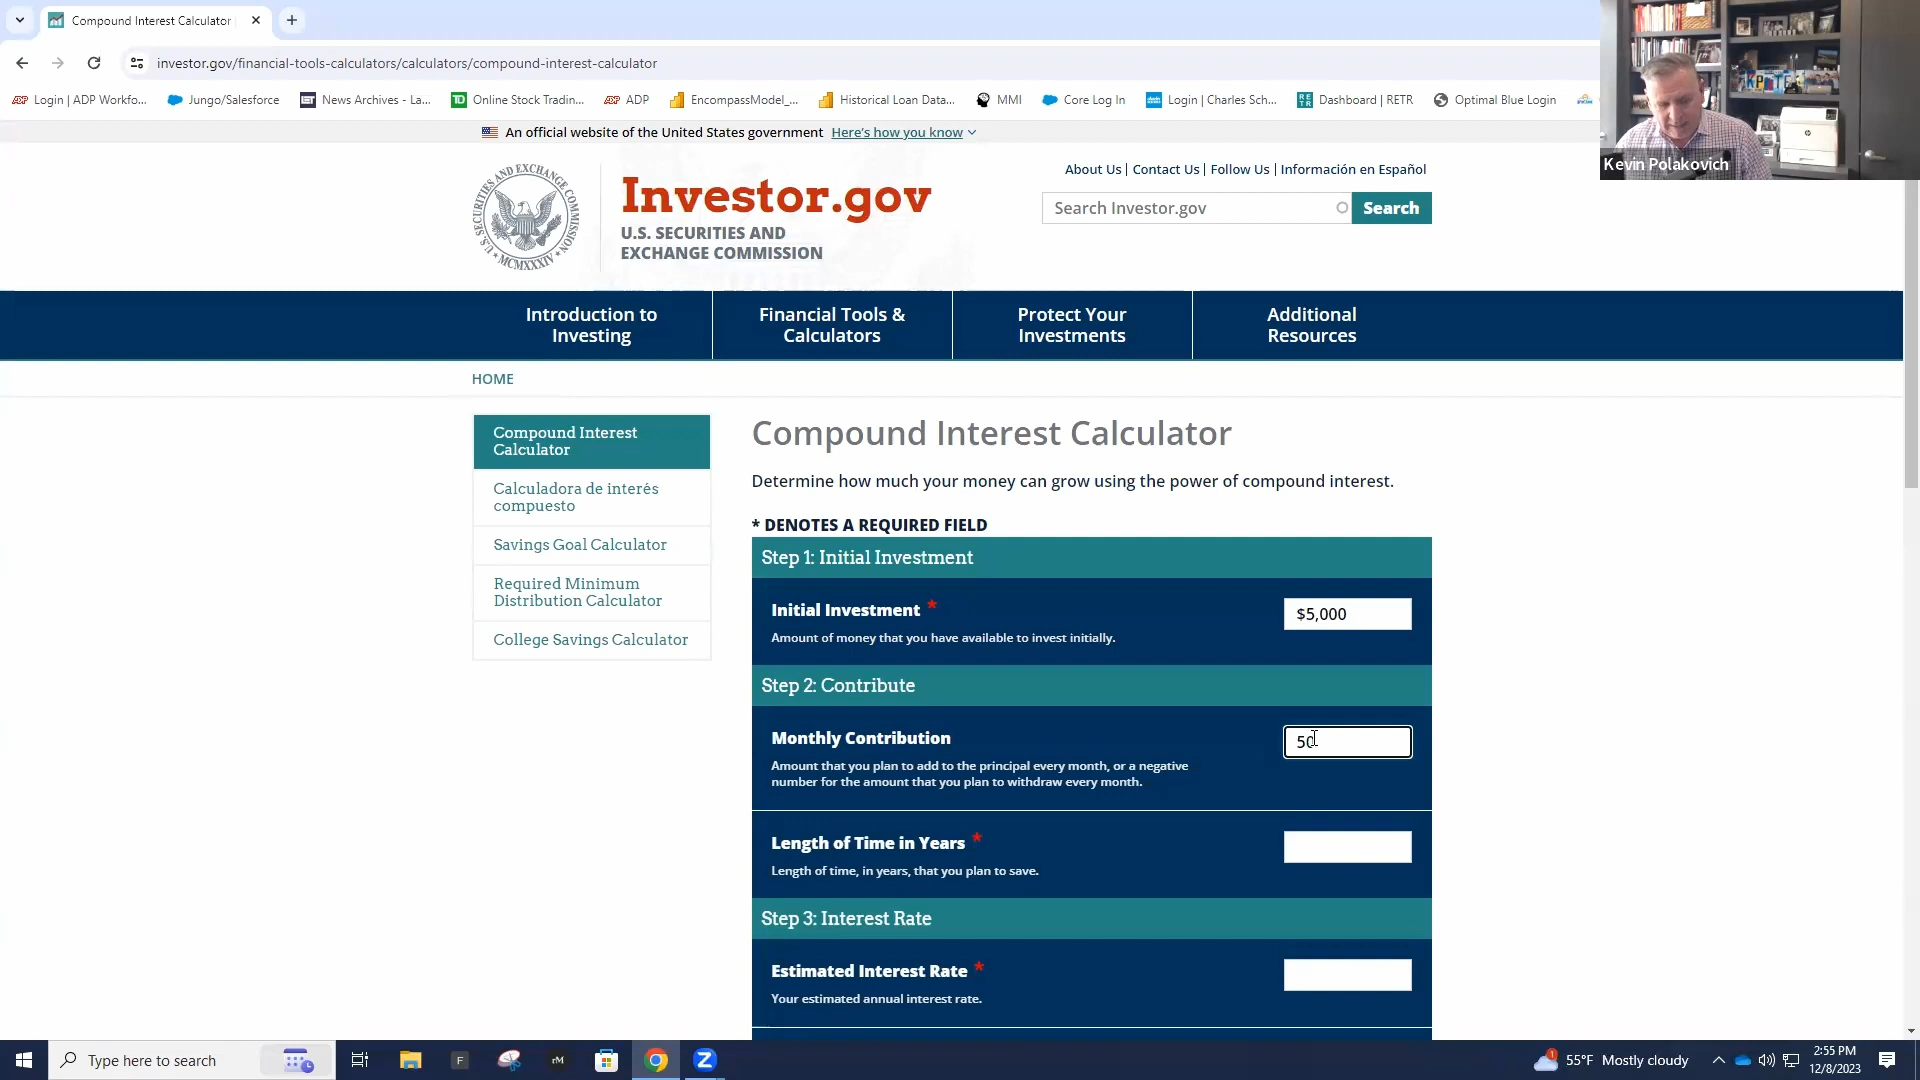 Compound Interest Calculator
investor.gov/financial-tools-calculators/calculators/compound-interest-calculator
Login | ADP Workfo...
Jungo/Salesforce
News Archives - La...
Online Stock Tradin...
ADP
EncompassModel_...
Historical Loan Data...
MMI
Core Log In
Login | Charles Sch...
Dashboard | RETR
Optimal Blue Login
Kevin Polakovich
An official website of the United States government Here's how you know
About Us | Contact Us | Follow Us | Información en Español
SECURITIES AND EXCHANGE COMMISSION
MCMXXXIV
Investor.gov
U.S. SECURITIES AND
EXCHANGE COMMISSION
Search Investor.gov
Search
Introduction to
Investing
Financial Tools &
Calculators
Protect Your
Investments
Additional
Resources
HOME
Compound Interest
Calculator
Calculadora de interés
compuesto
Savings Goal Calculator
Required Minimum
Distribution Calculator
College Savings Calculator
Compound Interest Calculator
Determine how much your money can grow using the power of compound interest.
* DENOTES A REQUIRED FIELD
Step 1: Initial Investment
Initial Investment *
$5,000
Amount of money that you have available to invest initially.
Step 2: Contribute
Monthly Contribution
50
Amount that you plan to add to the principal every month, or a negative
number for the amount that you plan to withdraw every month.
Length of Time in Years *
Length of time, in years, that you plan to save.
Step 3: Interest Rate
Estimated Interest Rate *
Your estimated annual interest rate.
Type here to search
F
rM
55°F Mostly cloudy
2:55 PM
12/8/2023